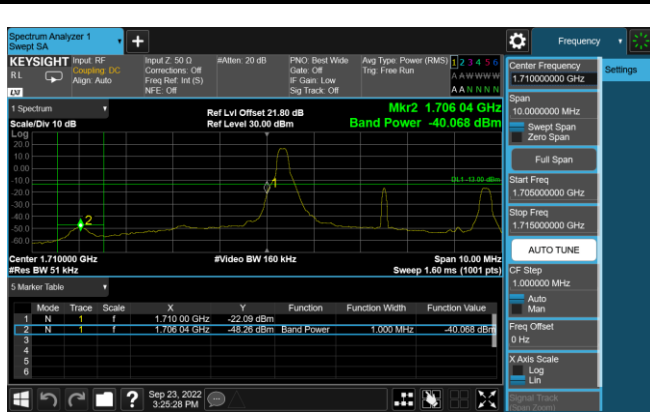 Spectrum Analyzer 1
Swept SA
Frequency
KEYSIGHT
RL
LXI
Input: RF
Coupling: DC
Align: Auto
Input Z: 50 Ω
Corrections: Off
Freq Ref: Int (S)
NFE: Off
#Atten: 20 dB
PNO: Best Wide
Gate: Off
IF Gain: Low
Sig Track: Off
Avg Type: Power (RMS)
Trig: Free Run
1 2 3 4 5 6
A A W W W W
A A N N N N
1 Spectrum
Scale/Div 10 dB
Ref Lvl Offset 21.80 dB
Ref Level 30.00 dBm
Mkr2 1.706 04 GHz
Band Power -40.068 dBm
Log
20.0
10.0
0.00
-10.0
-20.0
-30.0
-40.0
-50.0
-60.0
DL1 -13.00 dBm
1
2
Center 1.710000 GHz
#Res BW 51 kHz
#Video BW 160 kHz
Span 10.00 MHz
Sweep 1.60 ms (1001 pts)
5 Marker Table
Mode Trace Scale X Y Function Function Width Function Value
1 N 1 f 1.710 00 GHz -22.09 dBm
2 N 1 f 1.706 04 GHz -48.26 dBm Band Power 1.000 MHz -40.068 dBm
3
4
5
6
Sep 23, 2022
3:25:28 PM
Center Frequency
1.710000000 GHz
Settings
Span
10.0000000 MHz
Swept Span
Zero Span
Full Span
Start Freq
1.705000000 GHz
Stop Freq
1.715000000 GHz
AUTO TUNE
CF Step
1.000000 MHz
Auto
Man
Freq Offset
0 Hz
X Axis Scale
Log
Lin
Signal Track
(Span Zoom)